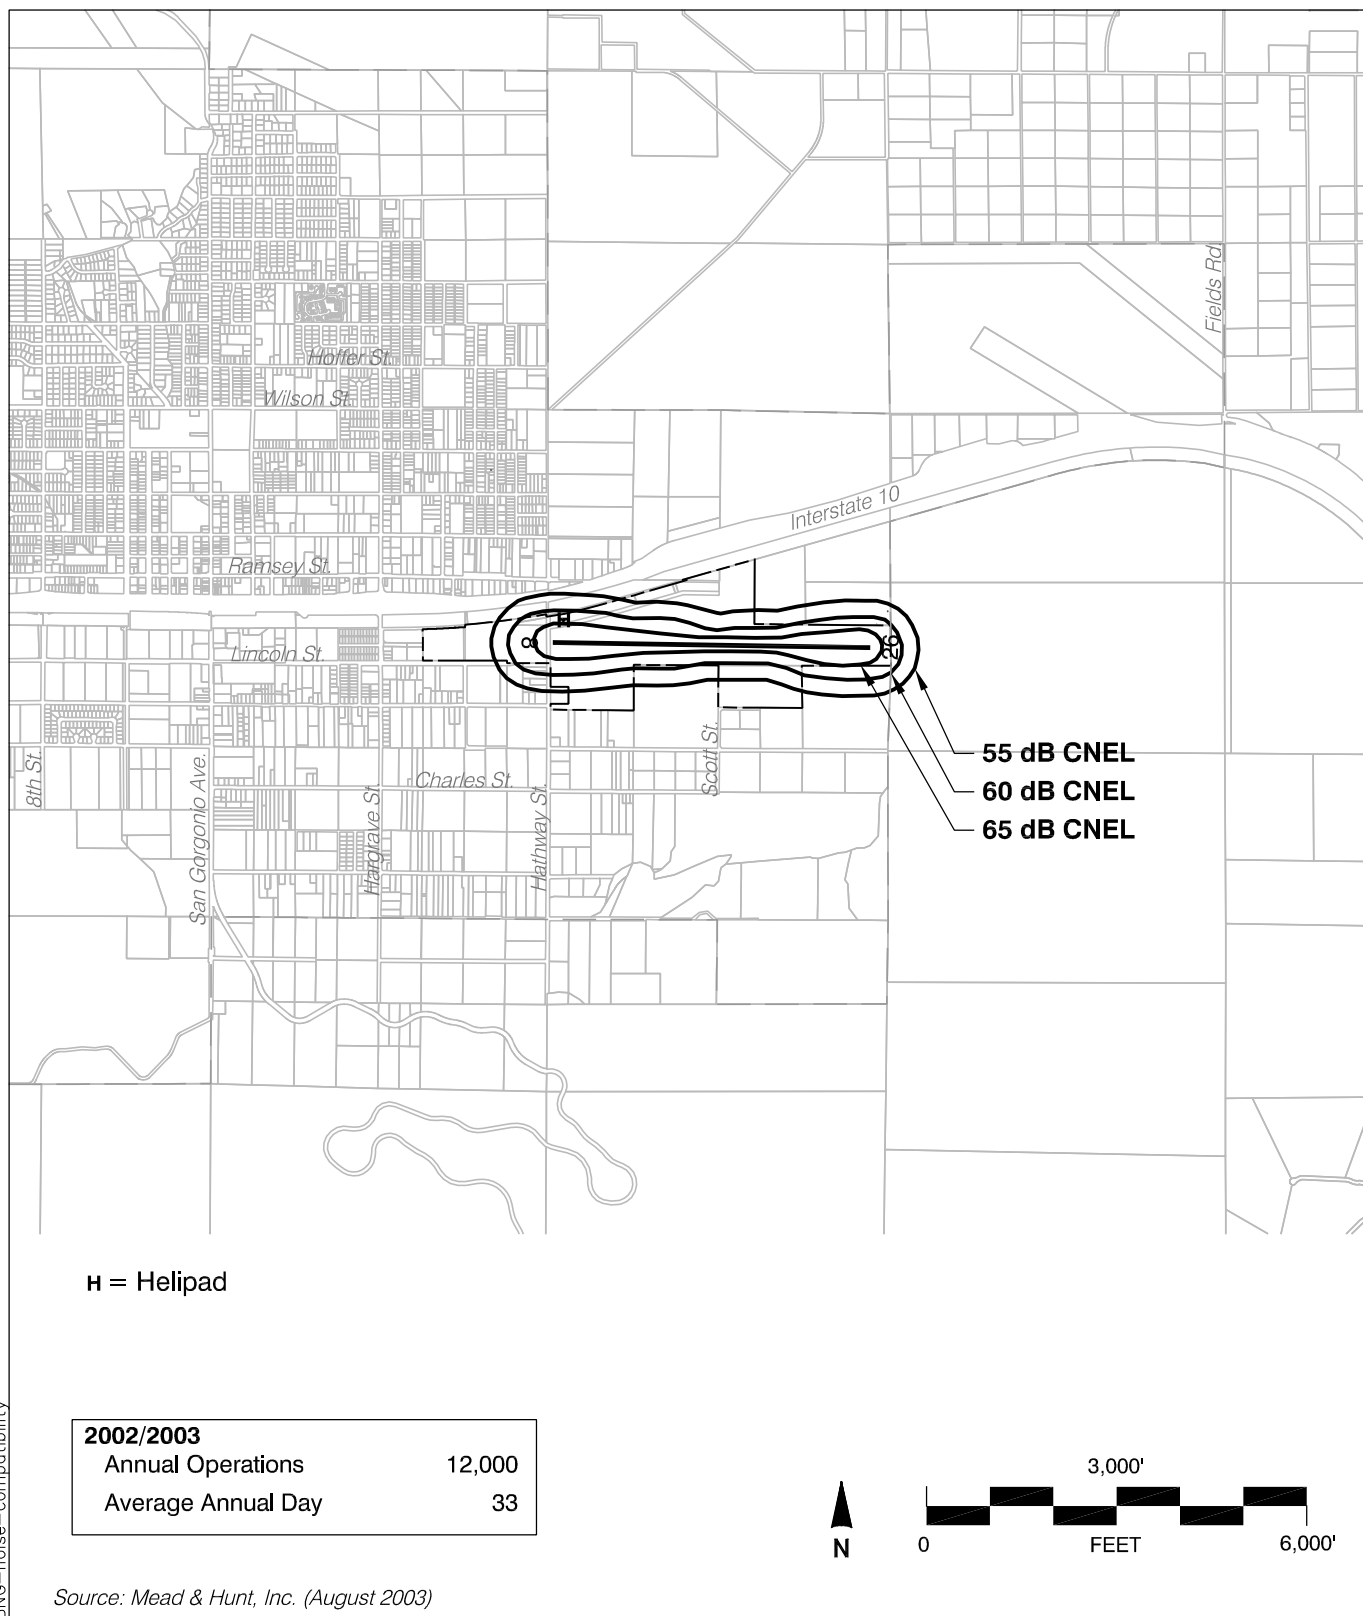 Fields Rd.
Hoffer St.
Wilson St.
Interstate 10
Ramsey St.
H
8
26
Lincoln St.
55 dB CNEL
60 dB CNEL
65 dB CNEL
8th St.
San Gorgonio Ave.
Hargrave St.
Charles St.
Hathway St.
Scott St.
H = Helipad
2002/2003
Annual Operations 12,000
Average Annual Day 33
N
3,000'
0 FEET 6,000'
Source: Mead & Hunt, Inc. (August 2003)